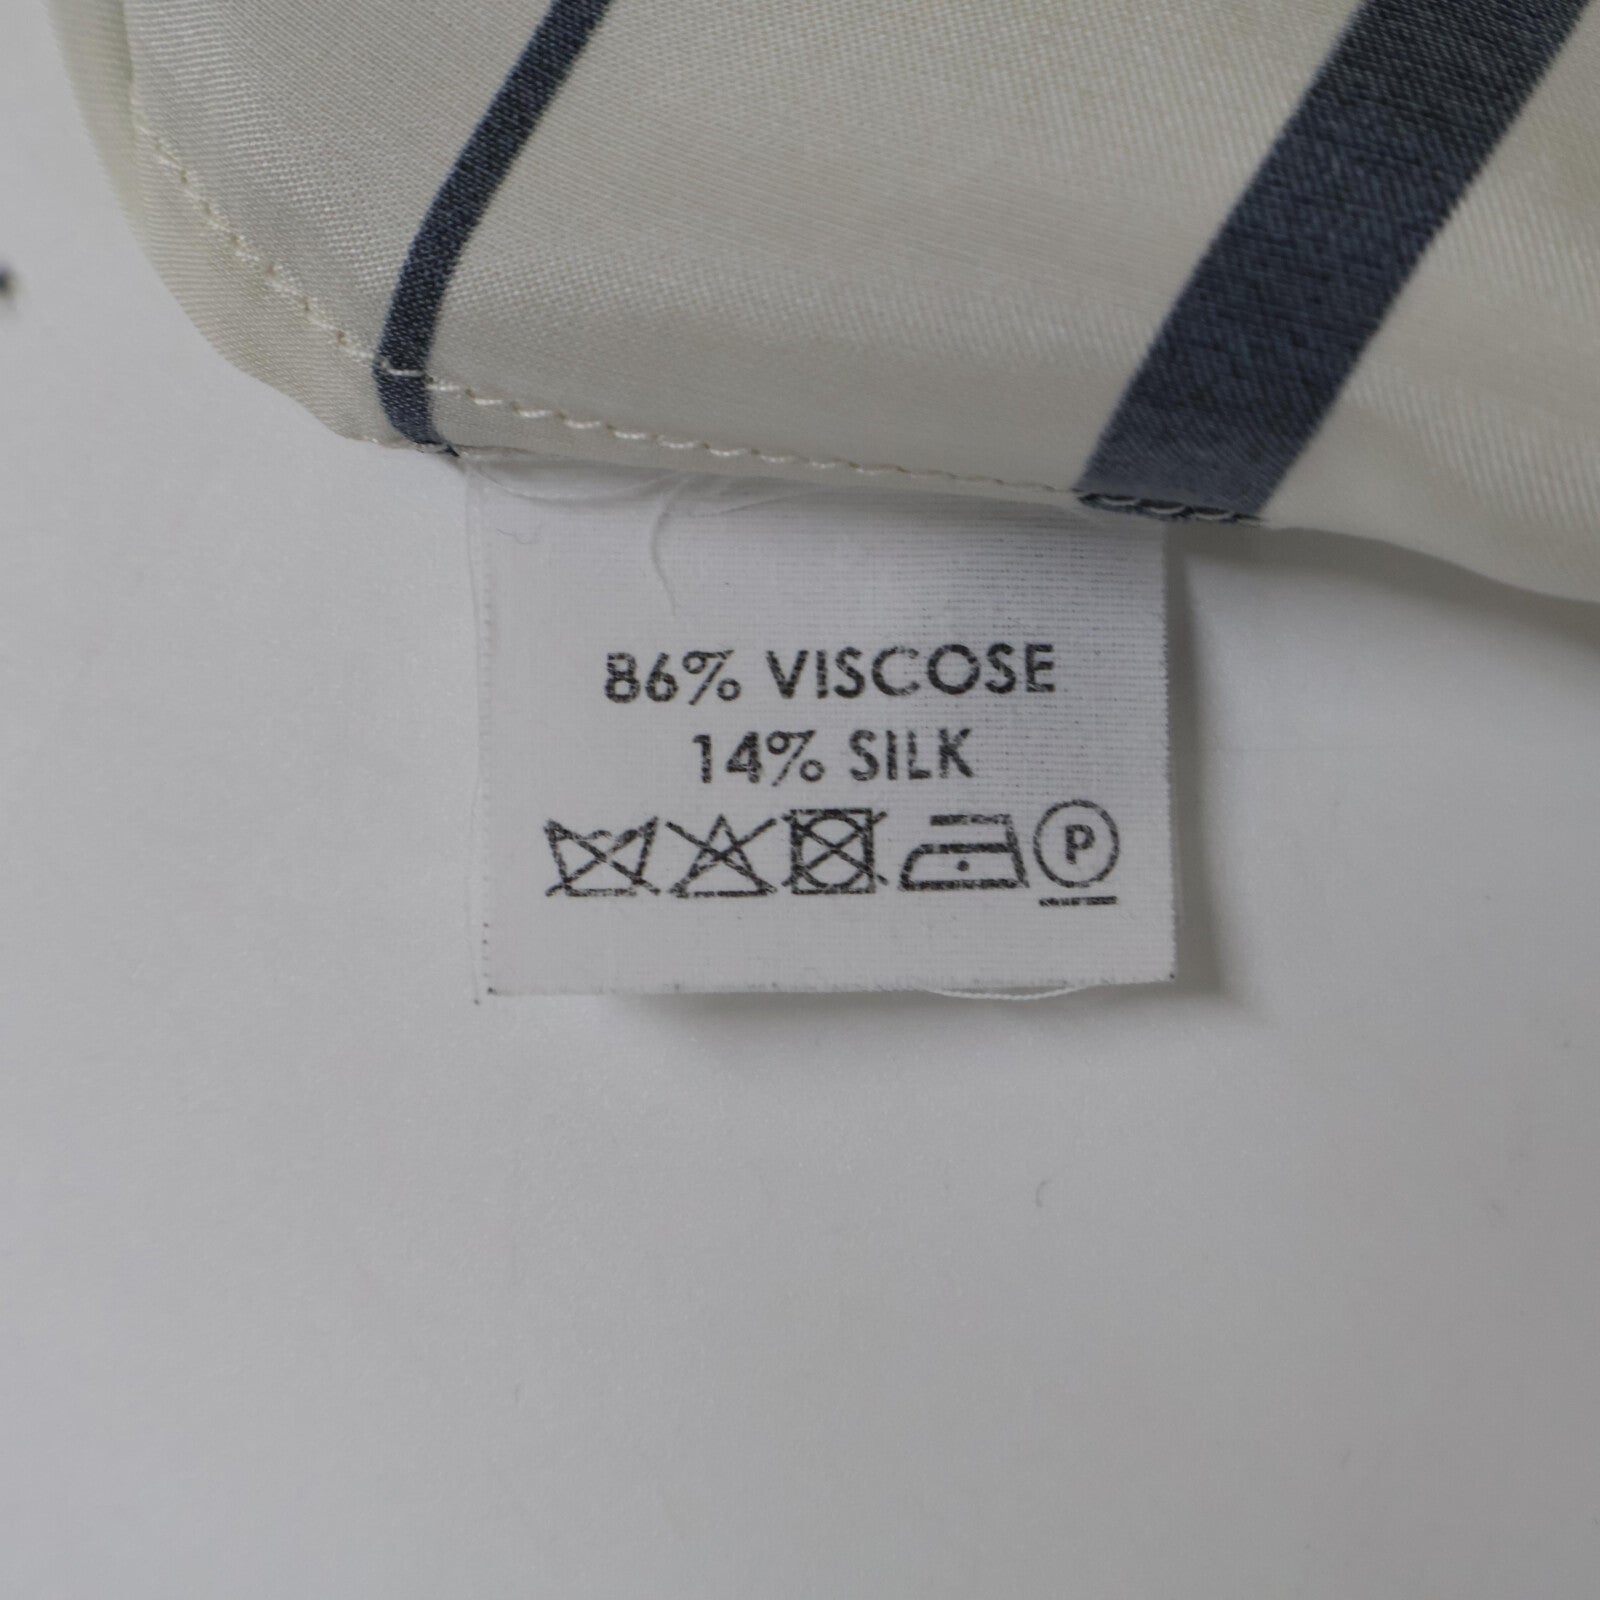 86% VISCOSE
14% SILK
P